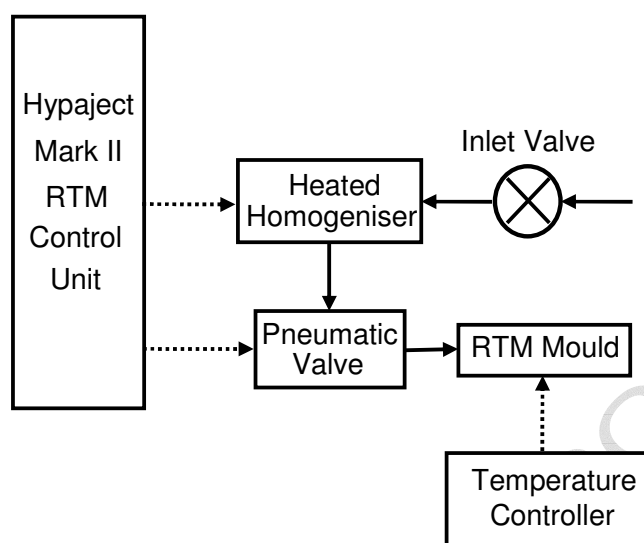 Hypaject
Mark II
RTM
Control
Unit
Inlet Valve
Heated
Homogeniser
Pneumatic
Valve
RTM Mould
Temperature
Controller